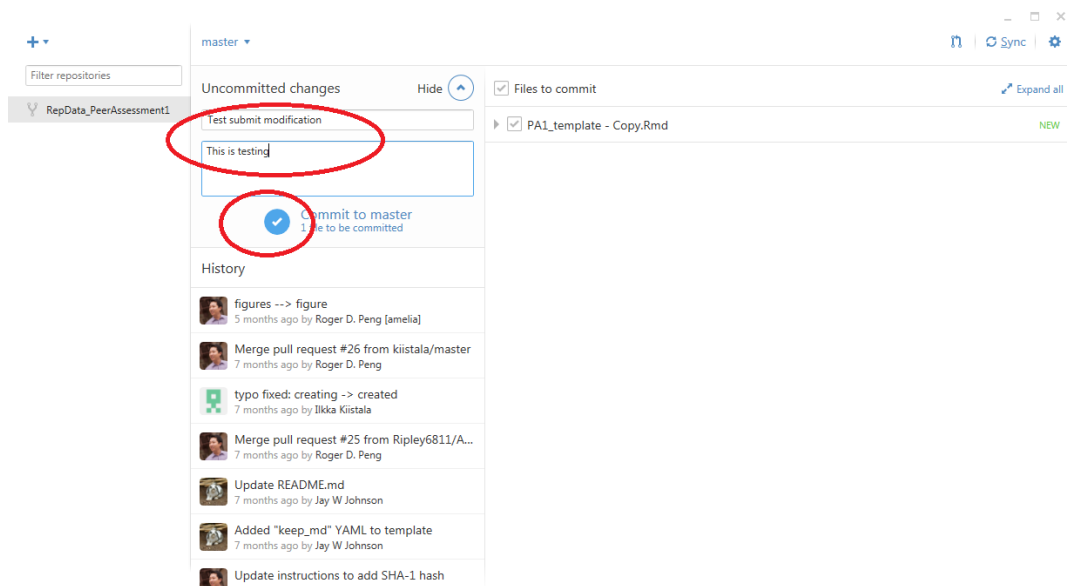 master
Sync
Filter repositories
RepData_PeerAssessment1
Uncommitted changes
Hide
Test submit modification
This is testing
Commit to master
1 file to be committed
Files to commit
Expand all
PA1_template - Copy.Rmd
NEW
History
figures --> figure
5 months ago by Roger D. Peng [amelia]
Merge pull request #26 from kiistala/master
7 months ago by Roger D. Peng
typo fixed: creating -> created
7 months ago by Ilkka Kiistala
Merge pull request #25 from Ripley6811/A...
7 months ago by Roger D. Peng
Update README.md
7 months ago by Jay W Johnson
Added "keep_md" YAML to template
7 months ago by Jay W Johnson
Update instructions to add SHA-1 hash